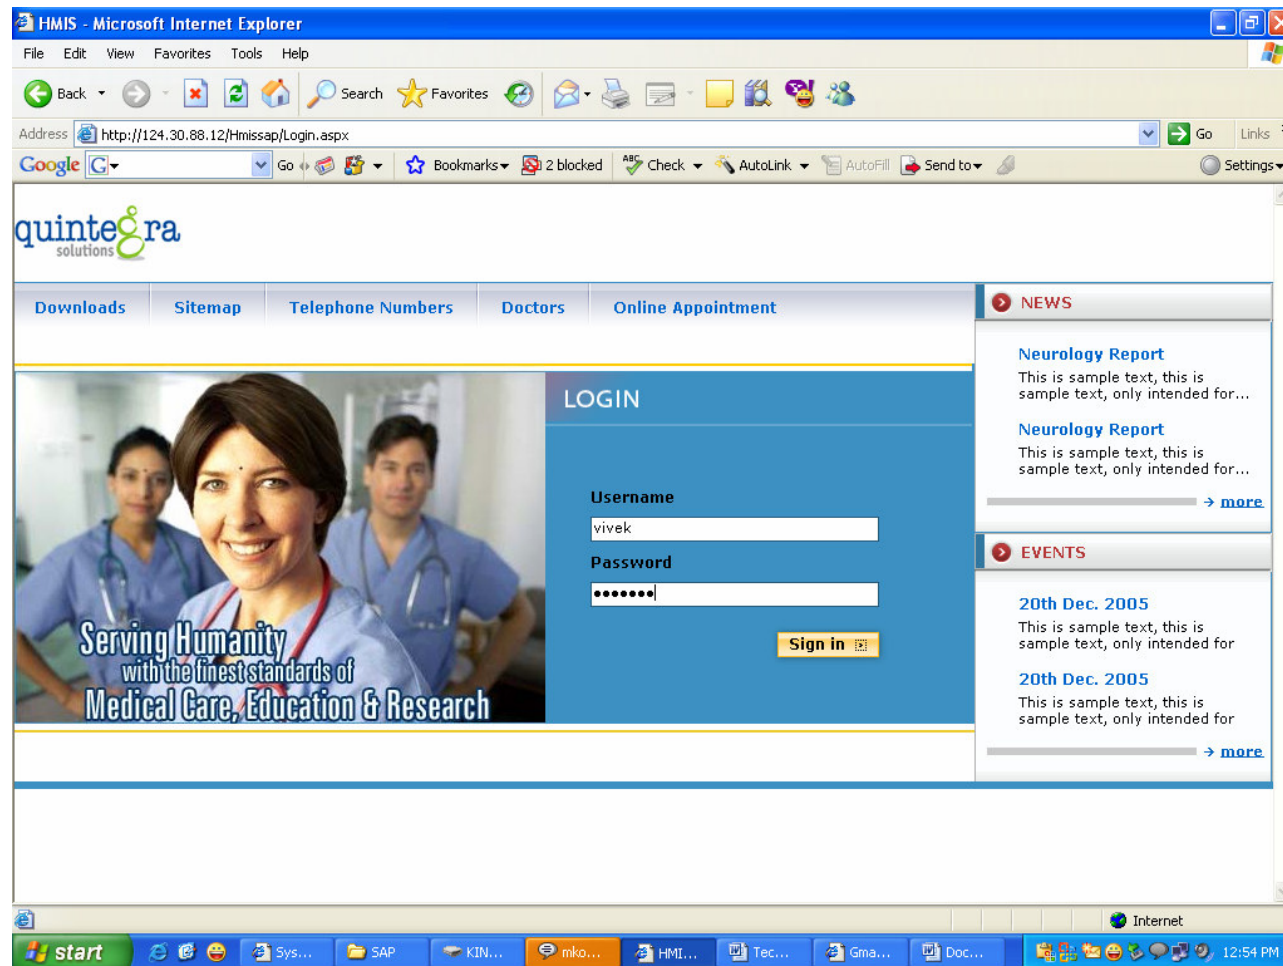 HMIS - Microsoft Internet Explorer
File Edit View Favorites Tools Help
Back Search Favorites
Address http://124.30.88.12/Hmissap/Login.aspx Go Links
Google G Go Bookmarks 2 blocked ABC Check AutoLink AutoFill Send to Settings
quintegra
solutions
Downloads Sitemap Telephone Numbers Doctors Online Appointment
LOGIN
Username
vivek
Password
•••••••
Sign in
Serving Humanity
with the finest standards of
Medical Care, Education & Research
NEWS
Neurology Report
This is sample text, this is
sample text, only intended for...
Neurology Report
This is sample text, this is
sample text, only intended for...
→ more
EVENTS
20th Dec. 2005
This is sample text, this is
sample text, only intended for
20th Dec. 2005
This is sample text, this is
sample text, only intended for
→ more
Internet
start Sys... SAP KIN... mko... HMI... Tec... Gma... Doc... 12:54 PM